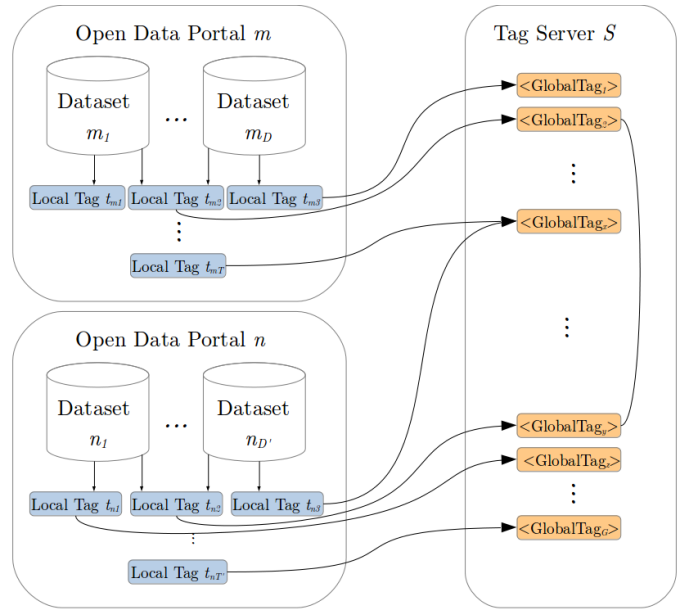 Open Data Portal m
Dataset
m1
...
Dataset
mD
Local Tag tm1
Local Tag tm2
Local Tag tm3
Local Tag tmT
Open Data Portal n
Dataset
n1
...
Dataset
nD'
Local Tag tn1
Local Tag tn2
Local Tag tn3
Local Tag tnT'
Tag Server S
<GlobalTag1>
<GlobalTag2>
<GlobalTagx>
<GlobalTagy>
<GlobalTagz>
<GlobalTagG>